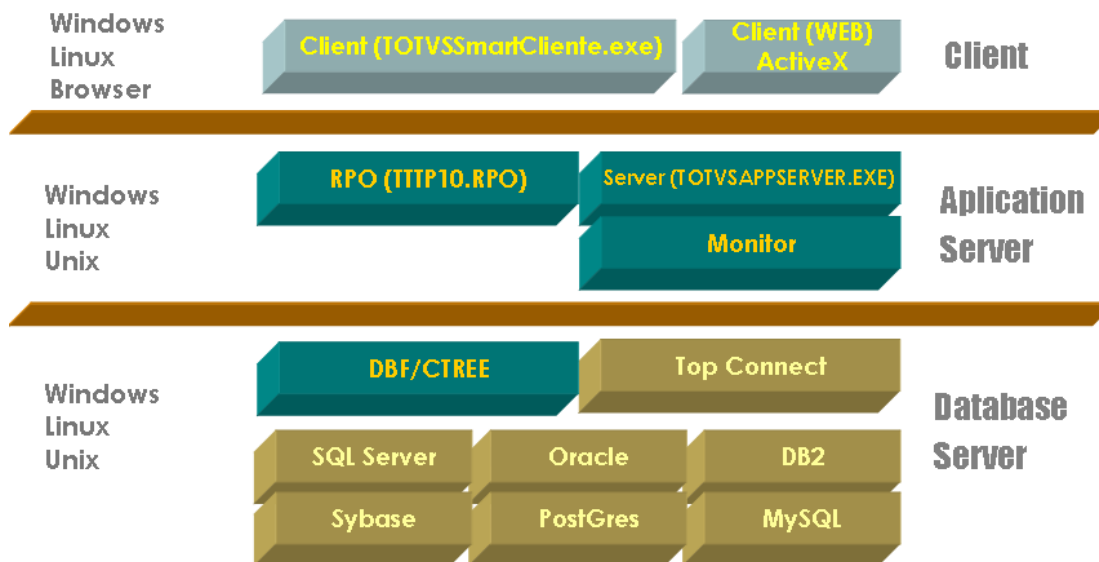 Windows
Linux
Browser
Client (TOTVSSmartCliente.exe)
Client (WEB)
ActiveX
Client
Windows
Linux
Unix
RPO (TTTP10.RPO)
Server (TOTVSAPPSERVER.EXE)
Monitor
Aplication
Server
Windows
Linux
Unix
DBF/CTREE
Top Connect
SQL Server
Oracle
DB2
Sybase
PostGres
MySQL
Database
Server